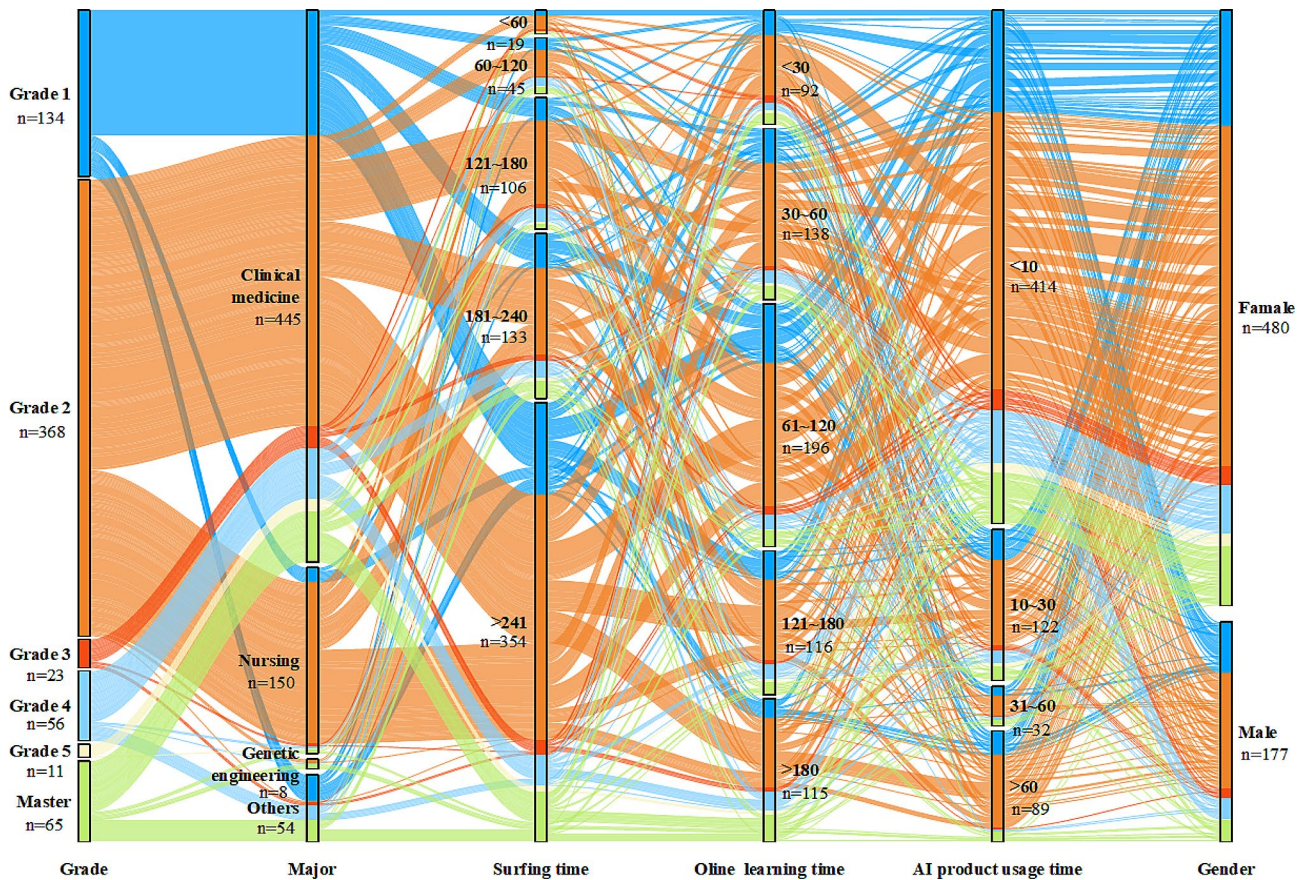 Grade 1
n=134
Grade 2
n=368
Grade 3
n=23
Grade 4
n=56
Grade 5
n=11
Master
n=65
Clinical
medicine
n=445
Nursing
n=150
Genetic
engineering
n=8
Others
n=54
<60
n=19
60~120
n=45
121~180
n=106
181~240
n=133
>241
n=354
<30
n=92
30~60
n=138
61~120
n=196
121~180
n=116
>180
n=115
<10
n=414
10~30
n=122
31~60
n=32
>60
n=89
Famale
n=480
Male
n=177
Grade
Major
Surfing time
Oline learning time
AI product usage time
Gender